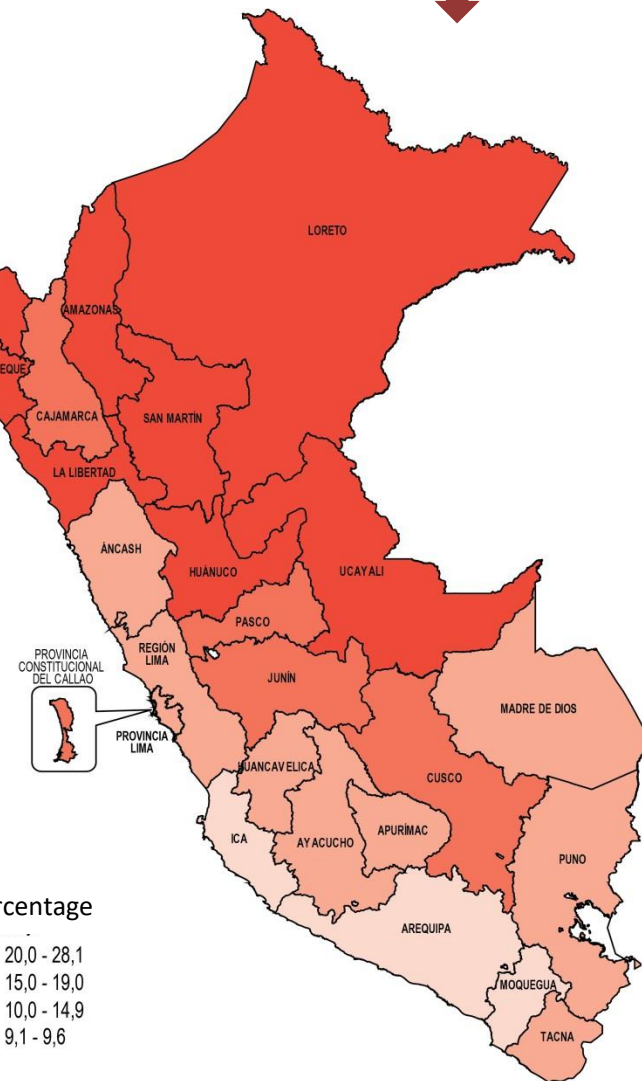 LORETO
AMAZONAS
EQUE
CAJAMARCA
SAN MARTÍN
LA LIBERTAD
ÁNCASH
HUÁNUCO
UCAYALI
PASCO
PROVINCIA
CONSTITUCIONAL
DEL CALLAO
REGIÓN
LIMA
JUNÍN
MADRE DE DIOS
PROVINCIA
LIMA
HUANCAVELICA
CUSCO
ICA
AYACUCHO
APURÍMAC
PUNO
AREQUIPA
MOQUEGUA
TACNA
rcentage
20,0 - 28,1
15,0 - 19,0
10,0 - 14,9
9,1 - 9,6